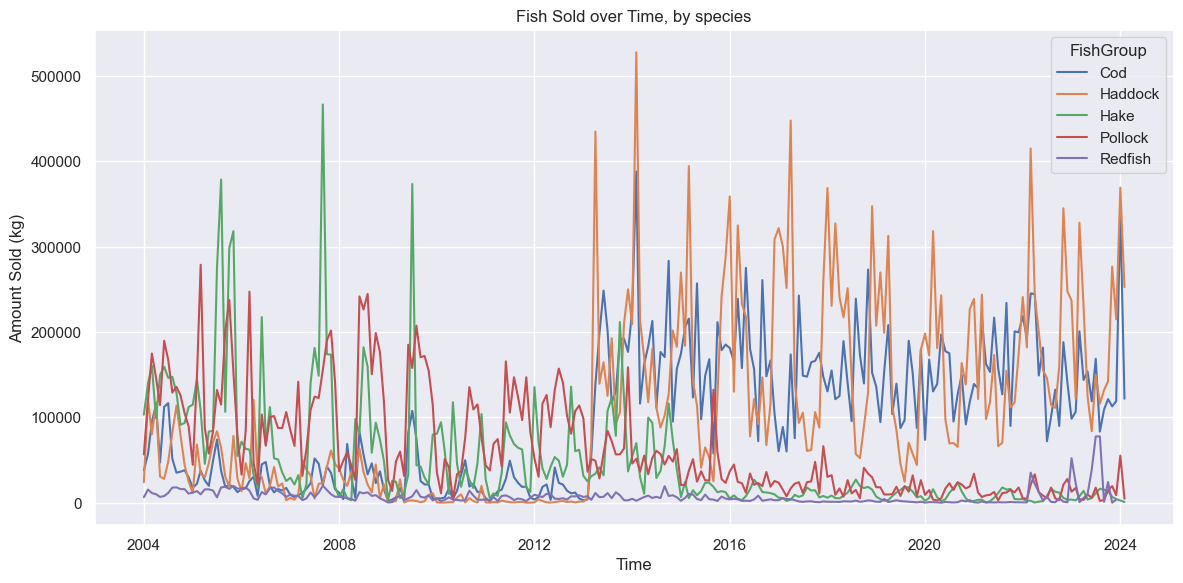 Fish Sold over Time, by species
FishGroup
Cod
Haddock
Hake
Pollock
Redfish
Amount Sold (kg)
500000
400000
300000
200000
100000
0
2004
2008
2012
2016
2020
2024
Time